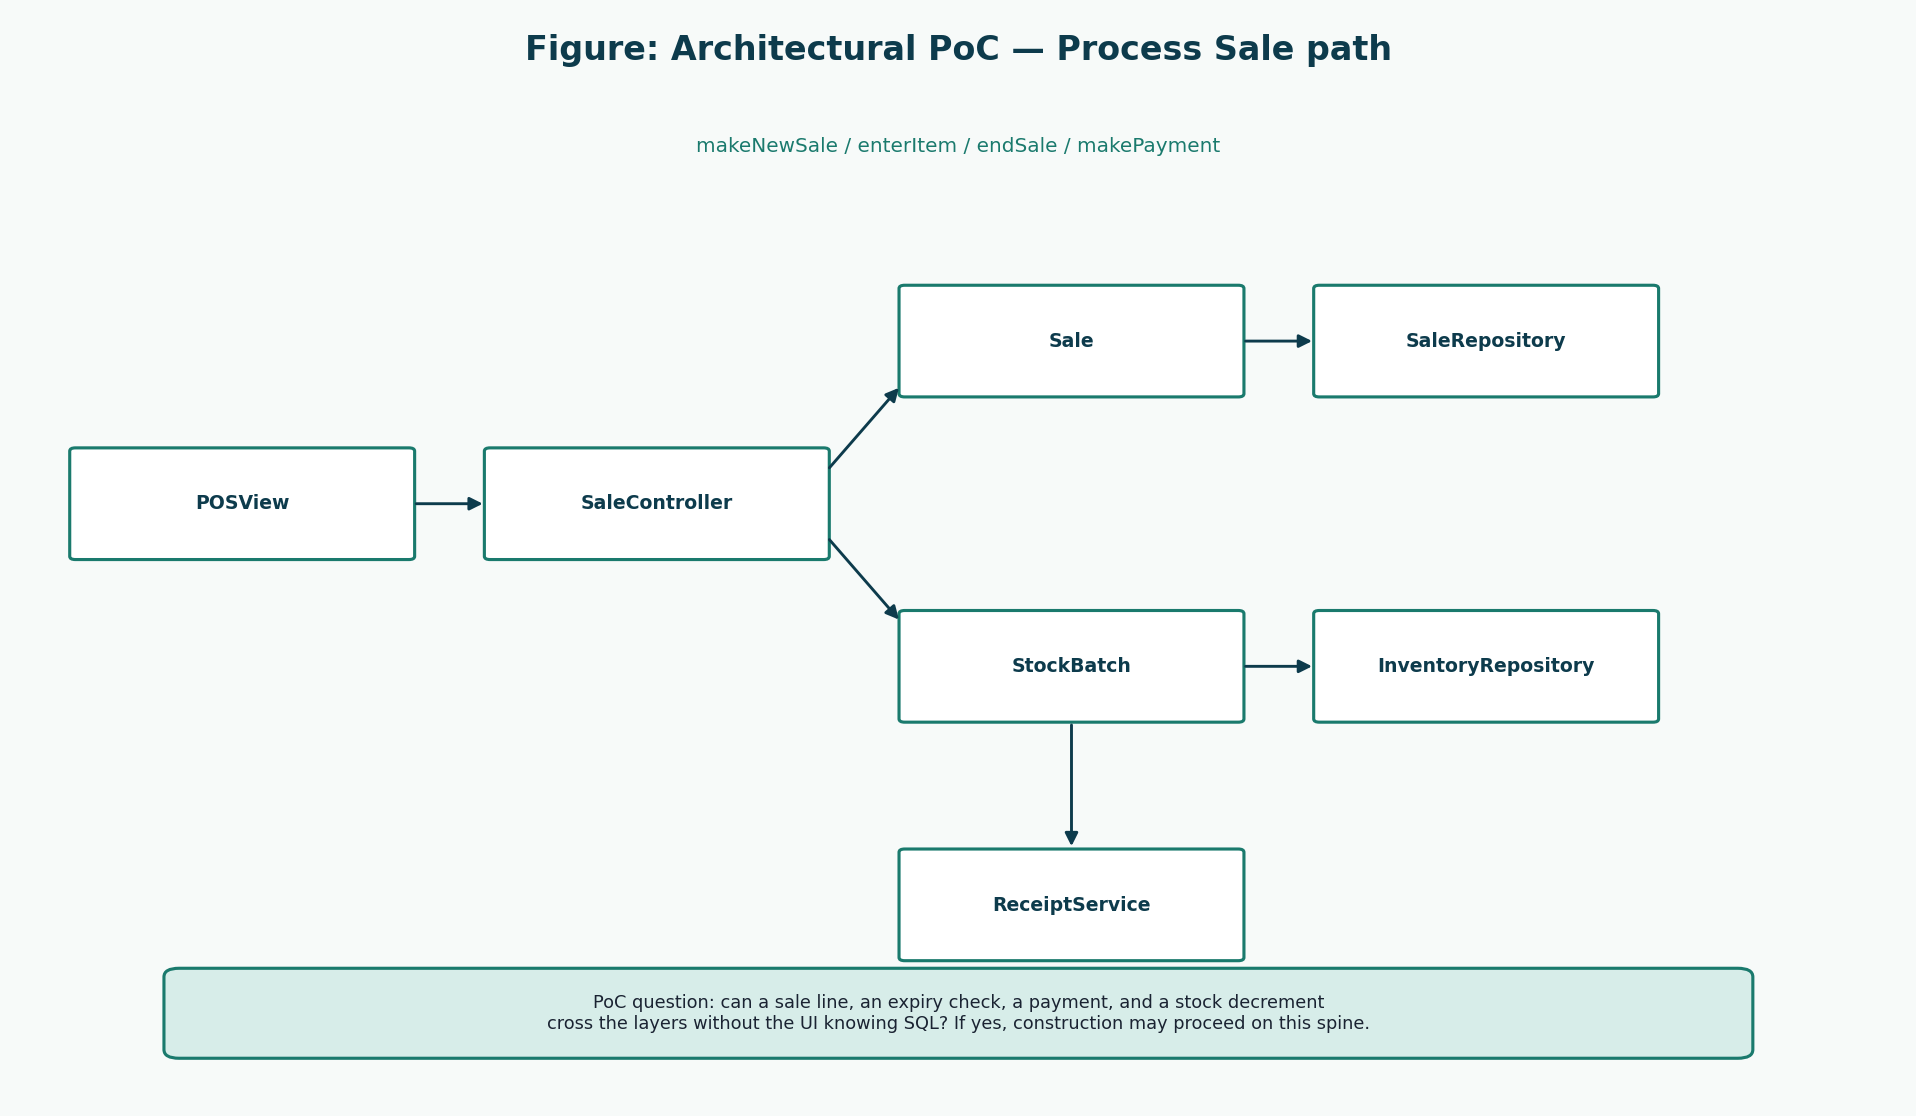 Figure: Architectural PoC — Process Sale path
makeNewSale / enterItem / endSale / makePayment
Sale
SaleRepository
POSView
SaleController
StockBatch
InventoryRepository
ReceiptService
PoC question: can a sale line, an expiry check, a payment, and a stock decrement
cross the layers without the UI knowing SQL? If yes, construction may proceed on this spine.